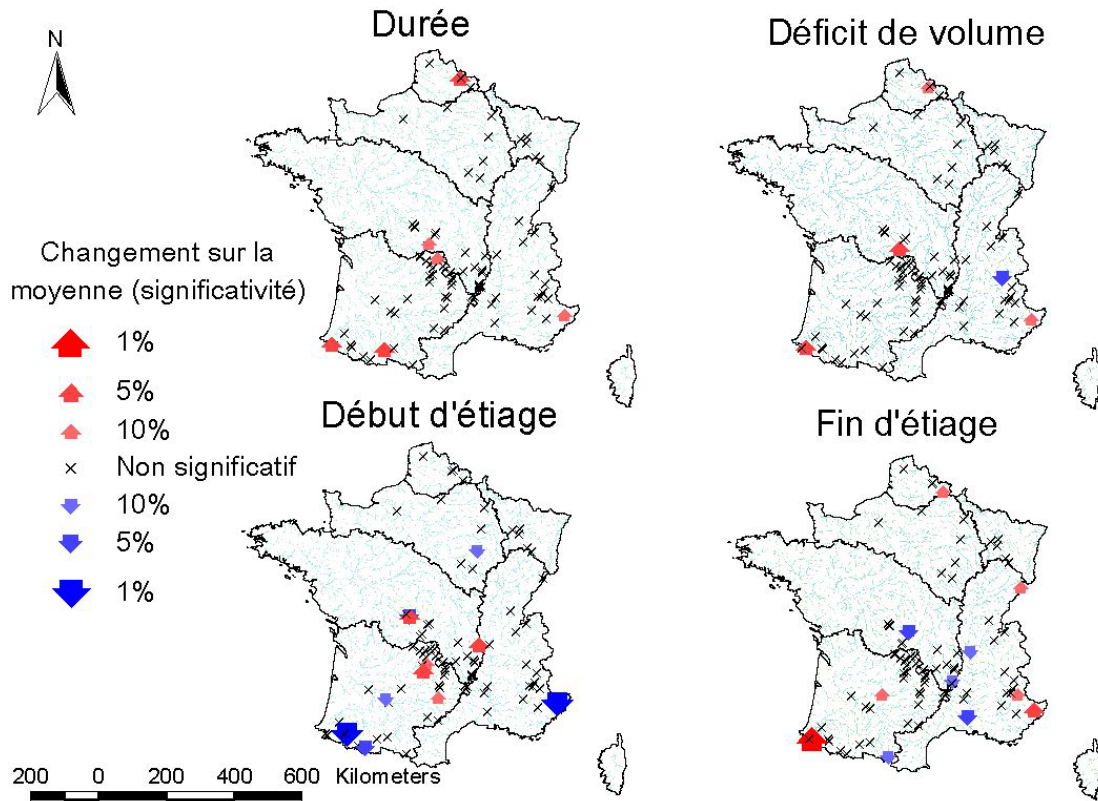 N
Durée
Déficit de volume
Changement sur la
moyenne (significativité)
1%
5%
10%
Non significatif
10%
5%
1%
Début d'étiage
Fin d'étiage
200 0 200 400 600 Kilometers